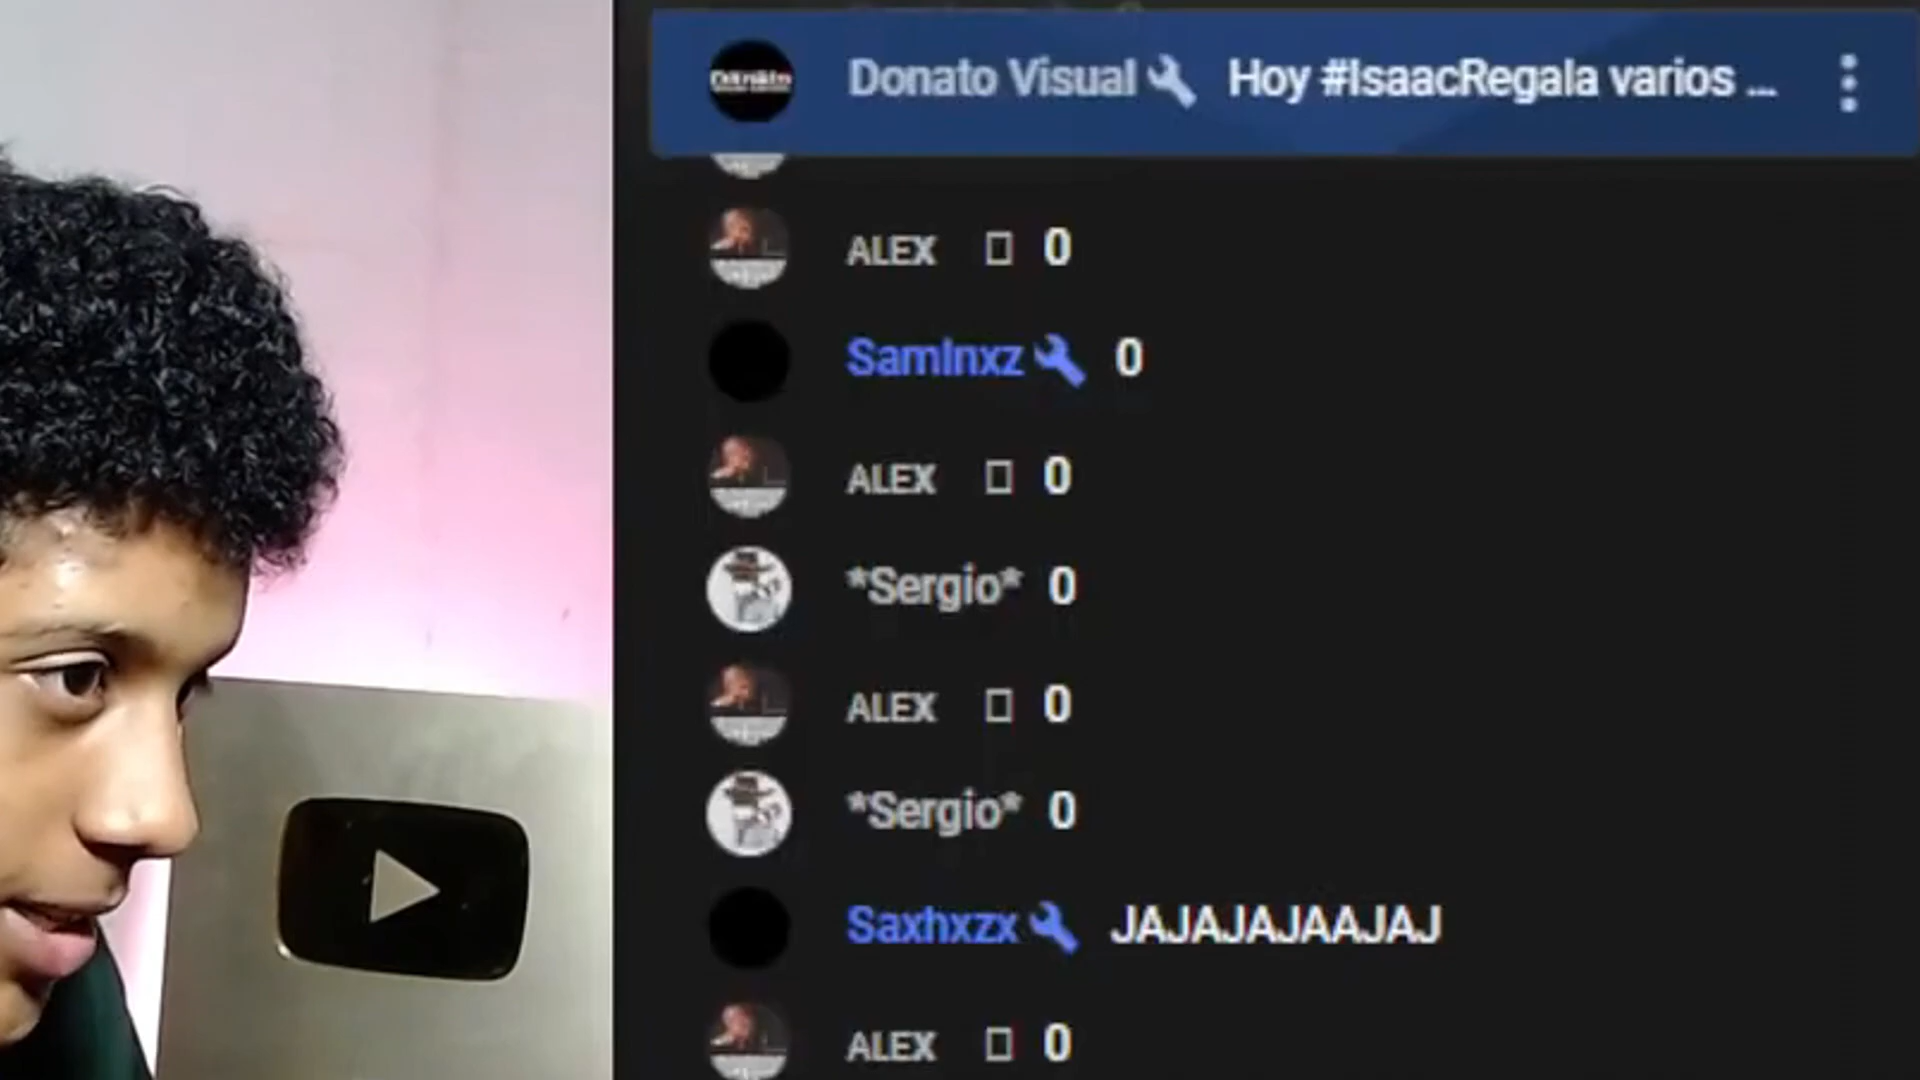 Donato Visual Hoy #IsaacRegala varios ...
ALEX 0
SamInxz 0
ALEX 0
*Sergio* 0
ALEX 0
*Sergio* 0
Saxhxzx JAJAJAJAAJAJ
ALEX 0